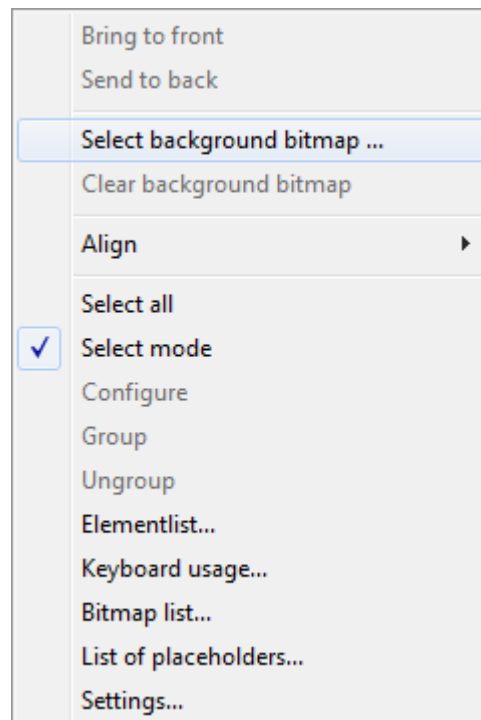 Bring to front
Send to back
Select background bitmap ...
Clear background bitmap
Align
Select all
Select mode
Configure
Group
Ungroup
Elementlist...
Keyboard usage...
Bitmap list...
List of placeholders...
Settings...